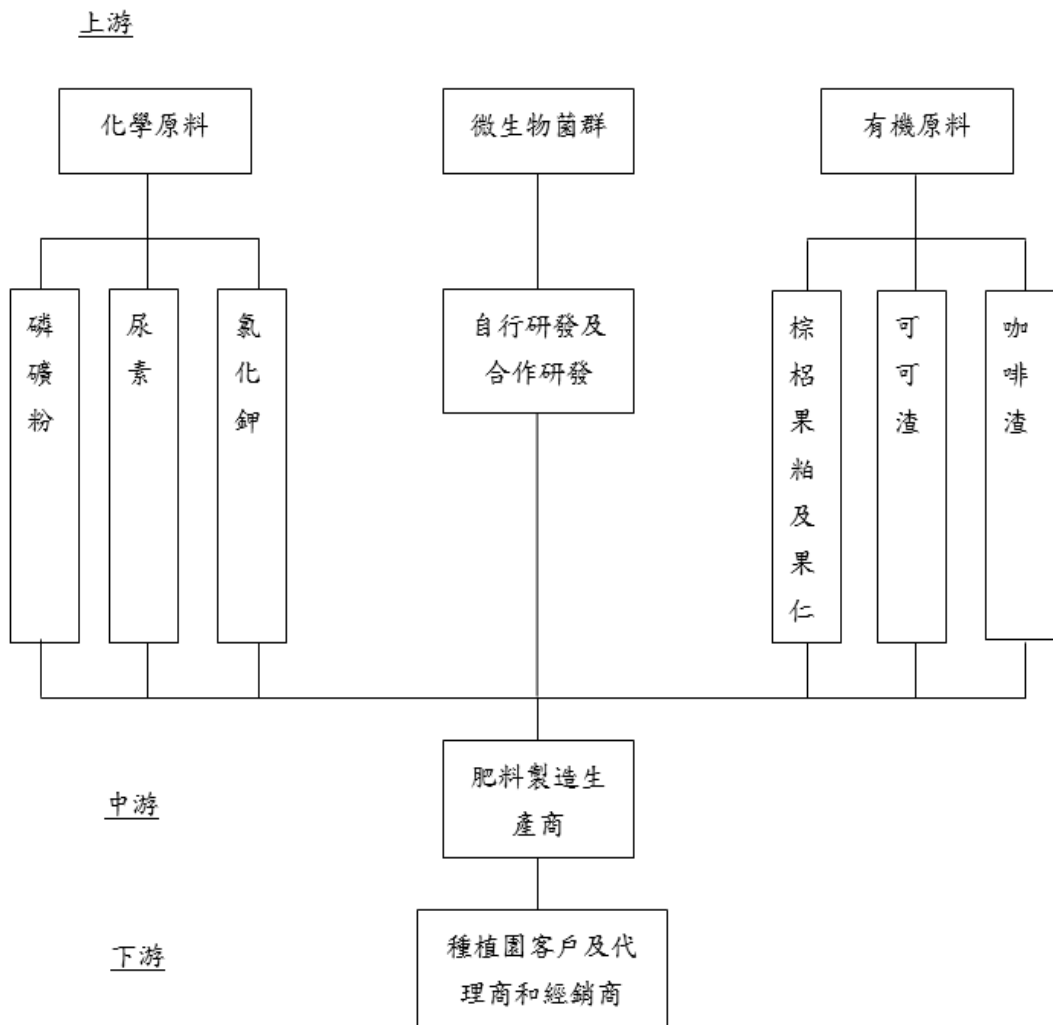 上游
化學原料
微生物菌群
有機原料
磷礦粉
尿素
氯化鉀
自行研發及
合作研發
棕梠果粕及果仁
可可渣
咖啡渣
中游
肥料製造生
產商
下游
種植園客戶及代
理商和經銷商